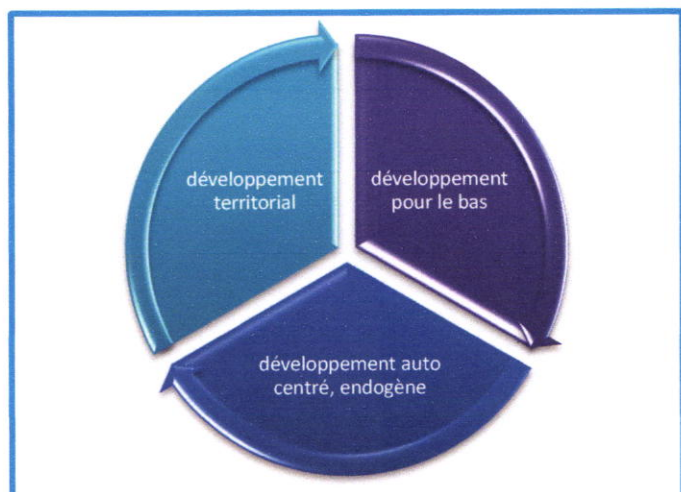 développement
territorial
développement
pour le bas
développement auto
centré, endogène